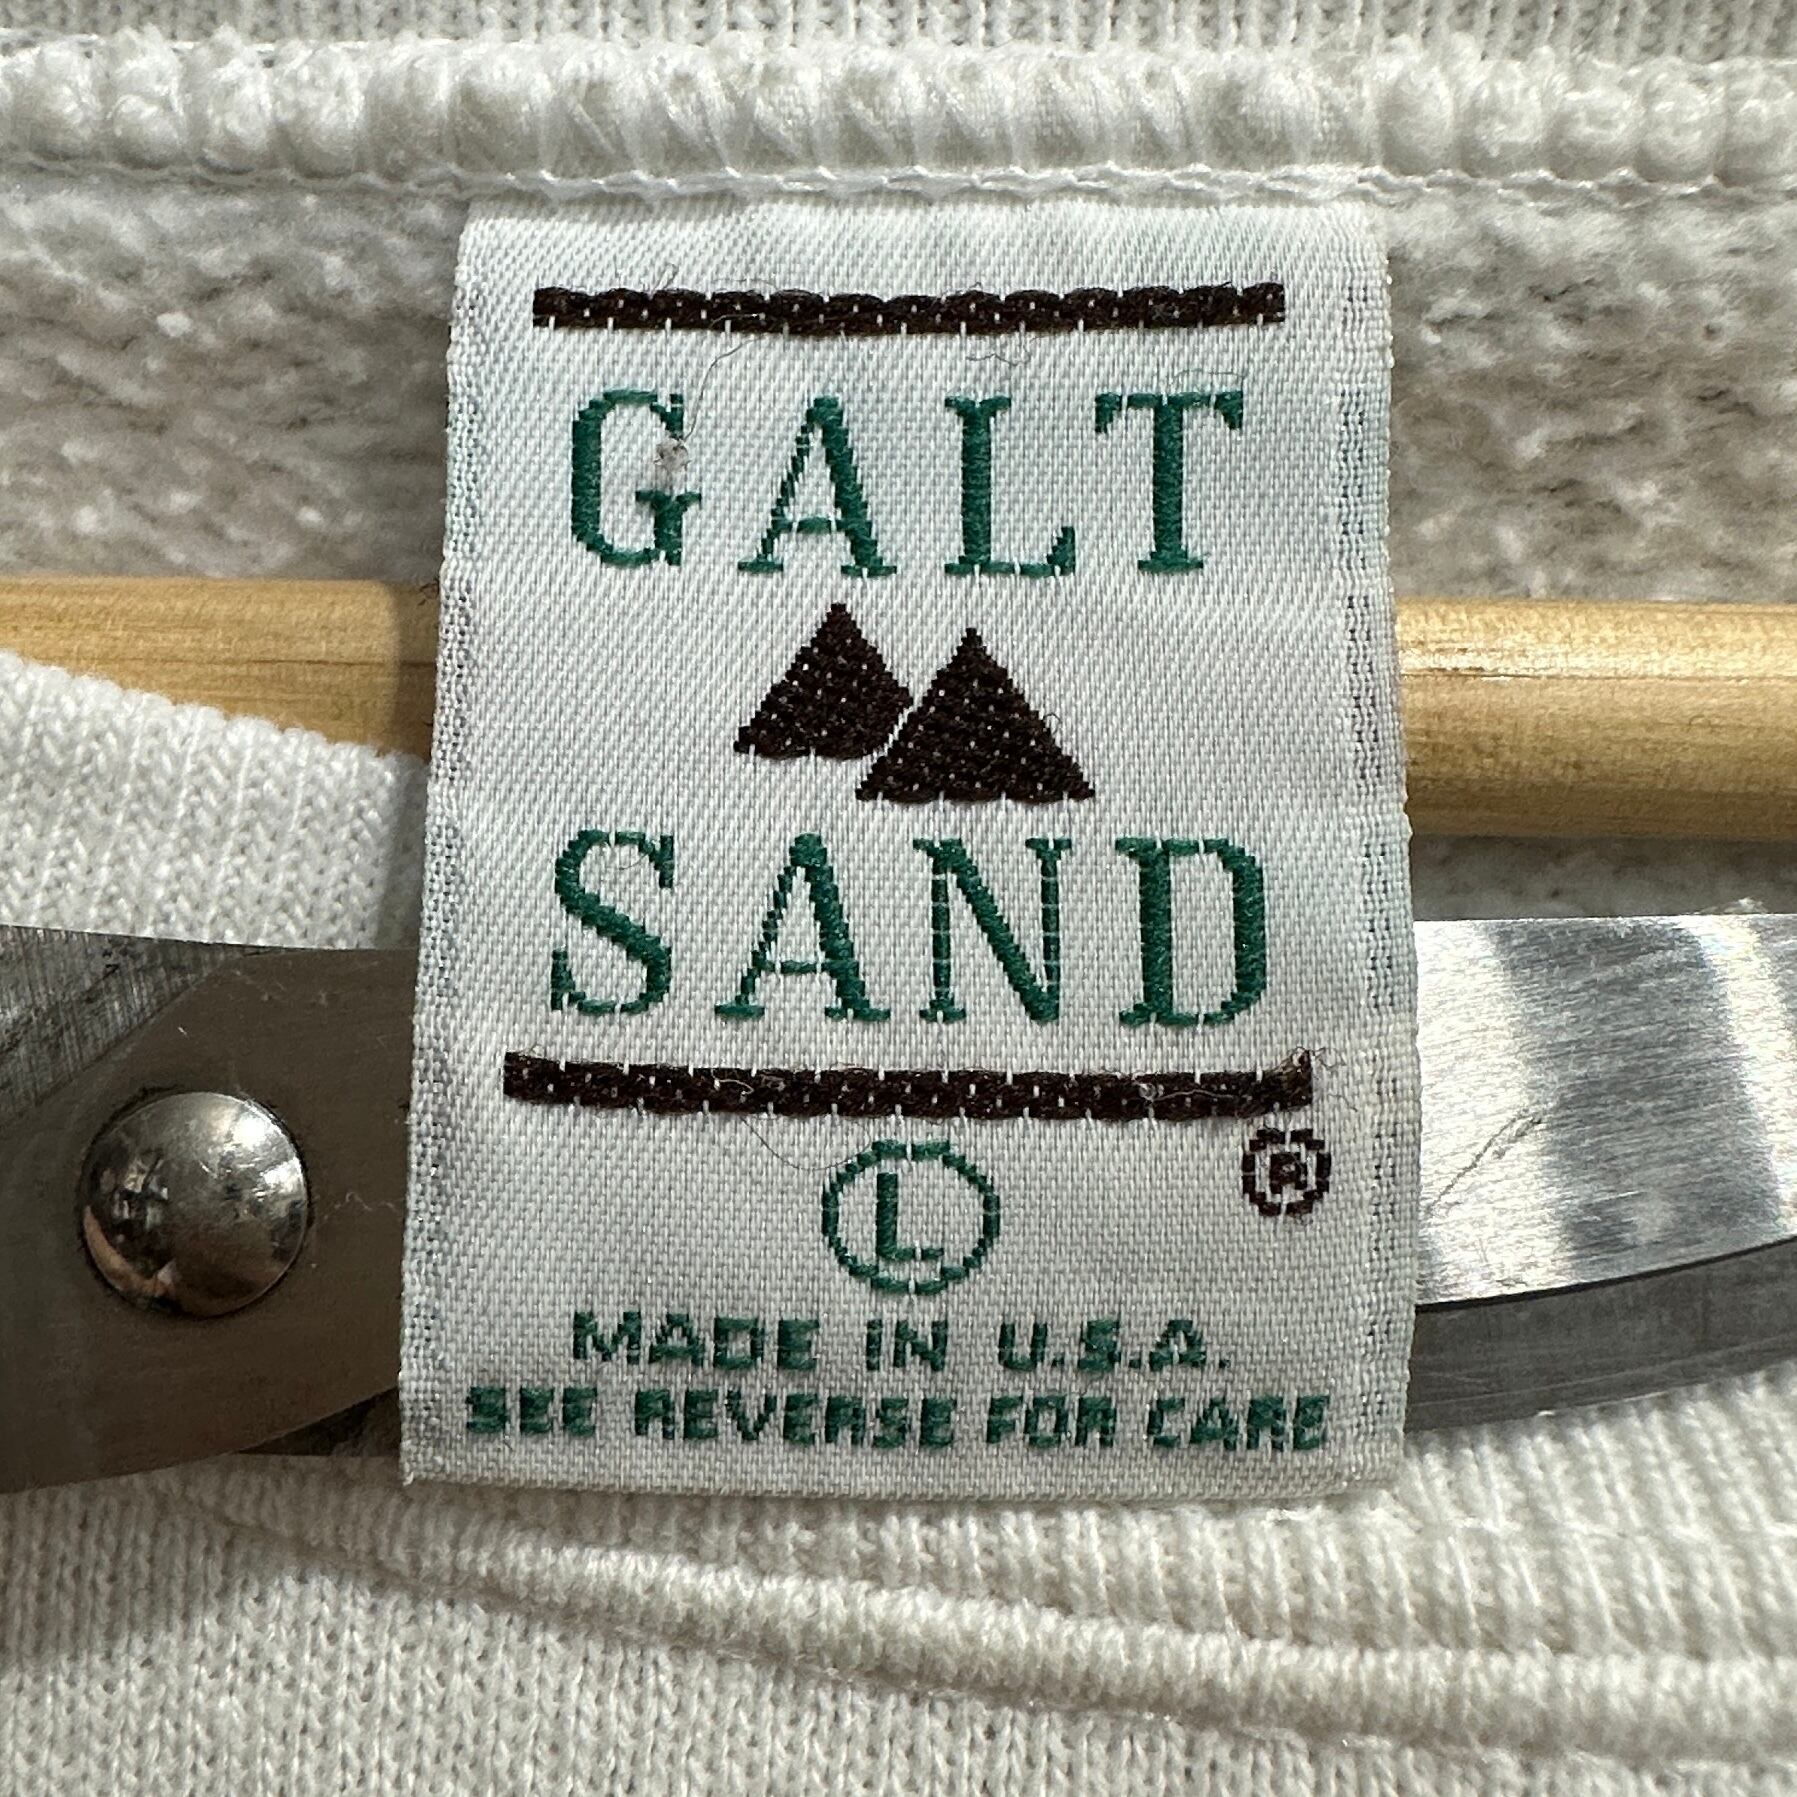 GALT
SAND
®
L
MADE IN U.S.A.
SEE REVERSE FOR CARE